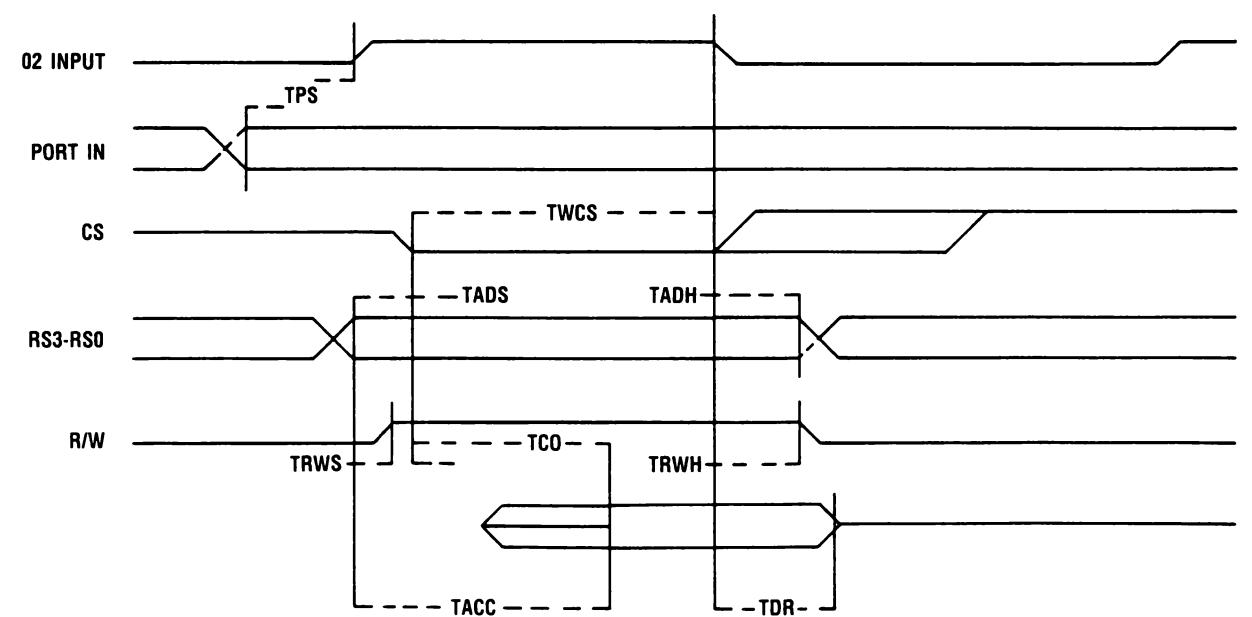 02 INPUT
TPS
PORT IN
TWCS
CS
TADS
TADH
RS3-RS0
R/W
TCO
TRWS
TRWH
TACC
TDR